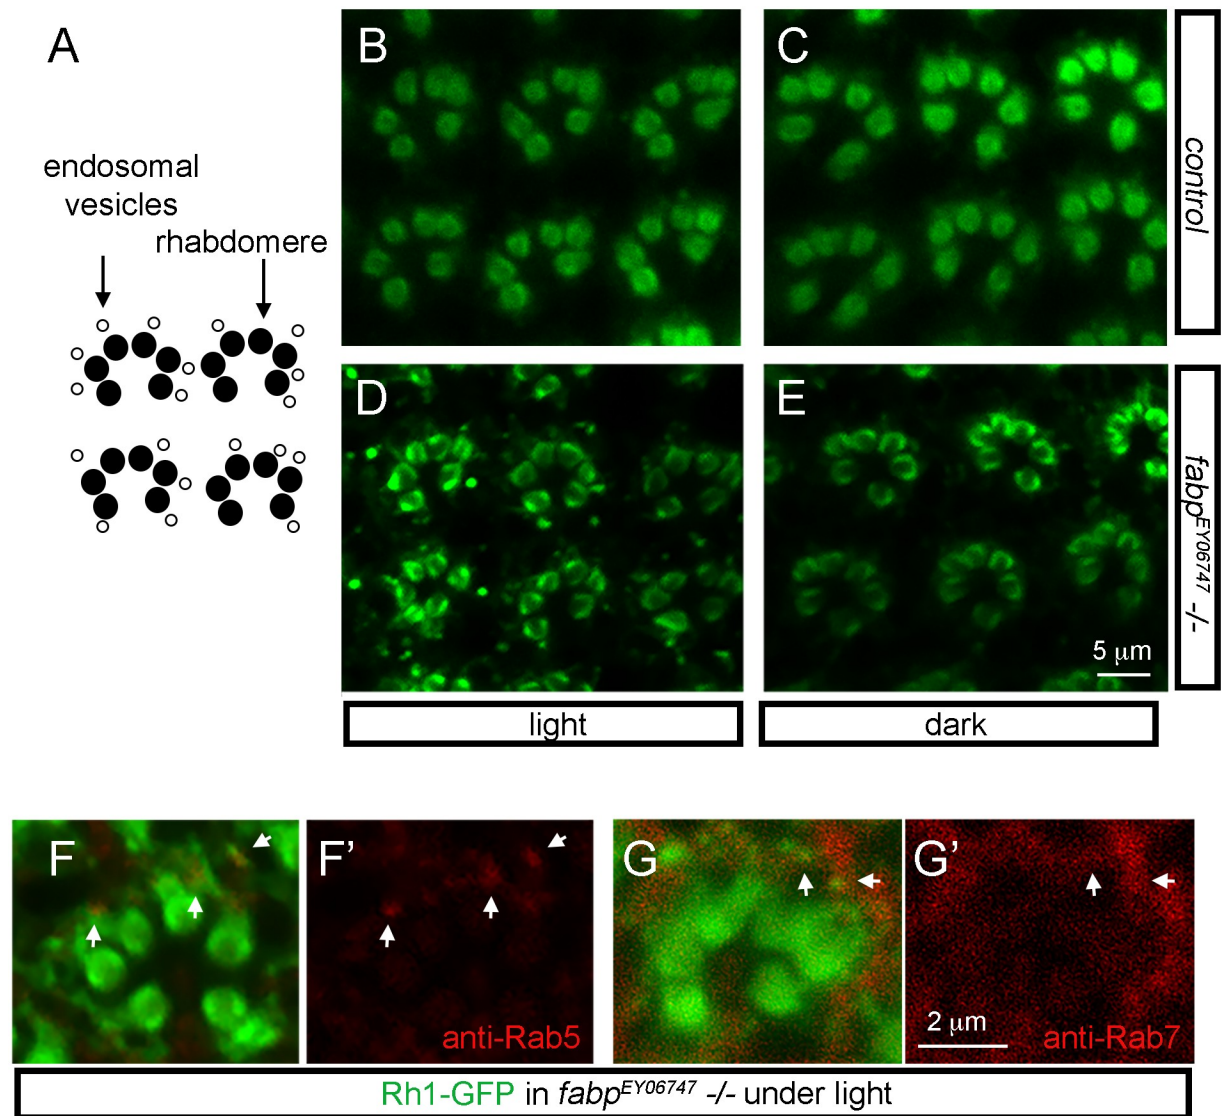 A
endosomal
vesicles
rhabdomere
B
C
control
D
E
fabpEY06747 -/-
5 μm
light
dark
F
F’
anti-Rab5
G
G’
2 μm
anti-Rab7
Rh1-GFP in fabpEY06747 -/- under light